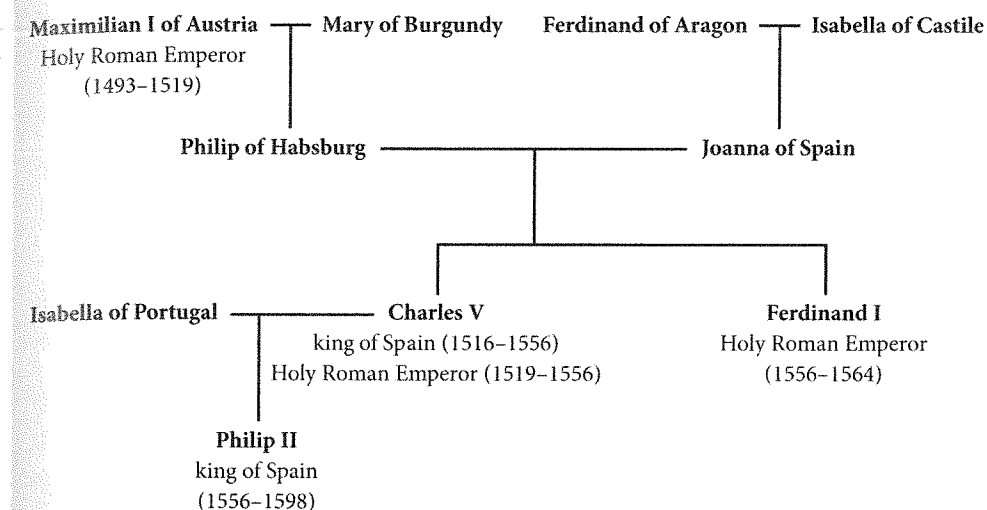 Maximilian I of Austria Mary of Burgundy Ferdinand of Aragon Isabella of Castile
Holy Roman Emperor
(1493–1519)
Philip of Habsburg Joanna of Spain
Isabella of Portugal Charles V Ferdinand I
king of Spain (1516–1556) Holy Roman Emperor
Holy Roman Emperor (1519–1556) (1556–1564)
Philip II
king of Spain
(1556–1598)